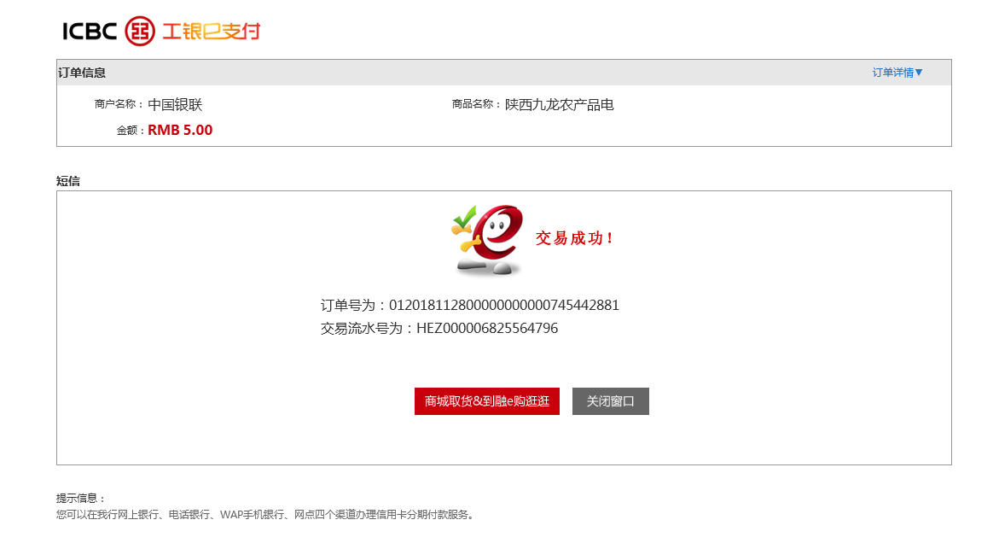 ICBC 工银e支付
订单信息 订单详情▼
商户名称： 中国银联 商品名称： 陕西九龙农产品电
金额： RMB 5.00
短信
交易成功！
订单号为：012018112800000000000745442881
交易流水号为：HEZ000006825564796
商城取货&到融e购逛逛 关闭窗口
提示信息：
您可以在我行网上银行、电话银行、WAP手机银行、网点四个渠道办理信用卡分期付款服务。